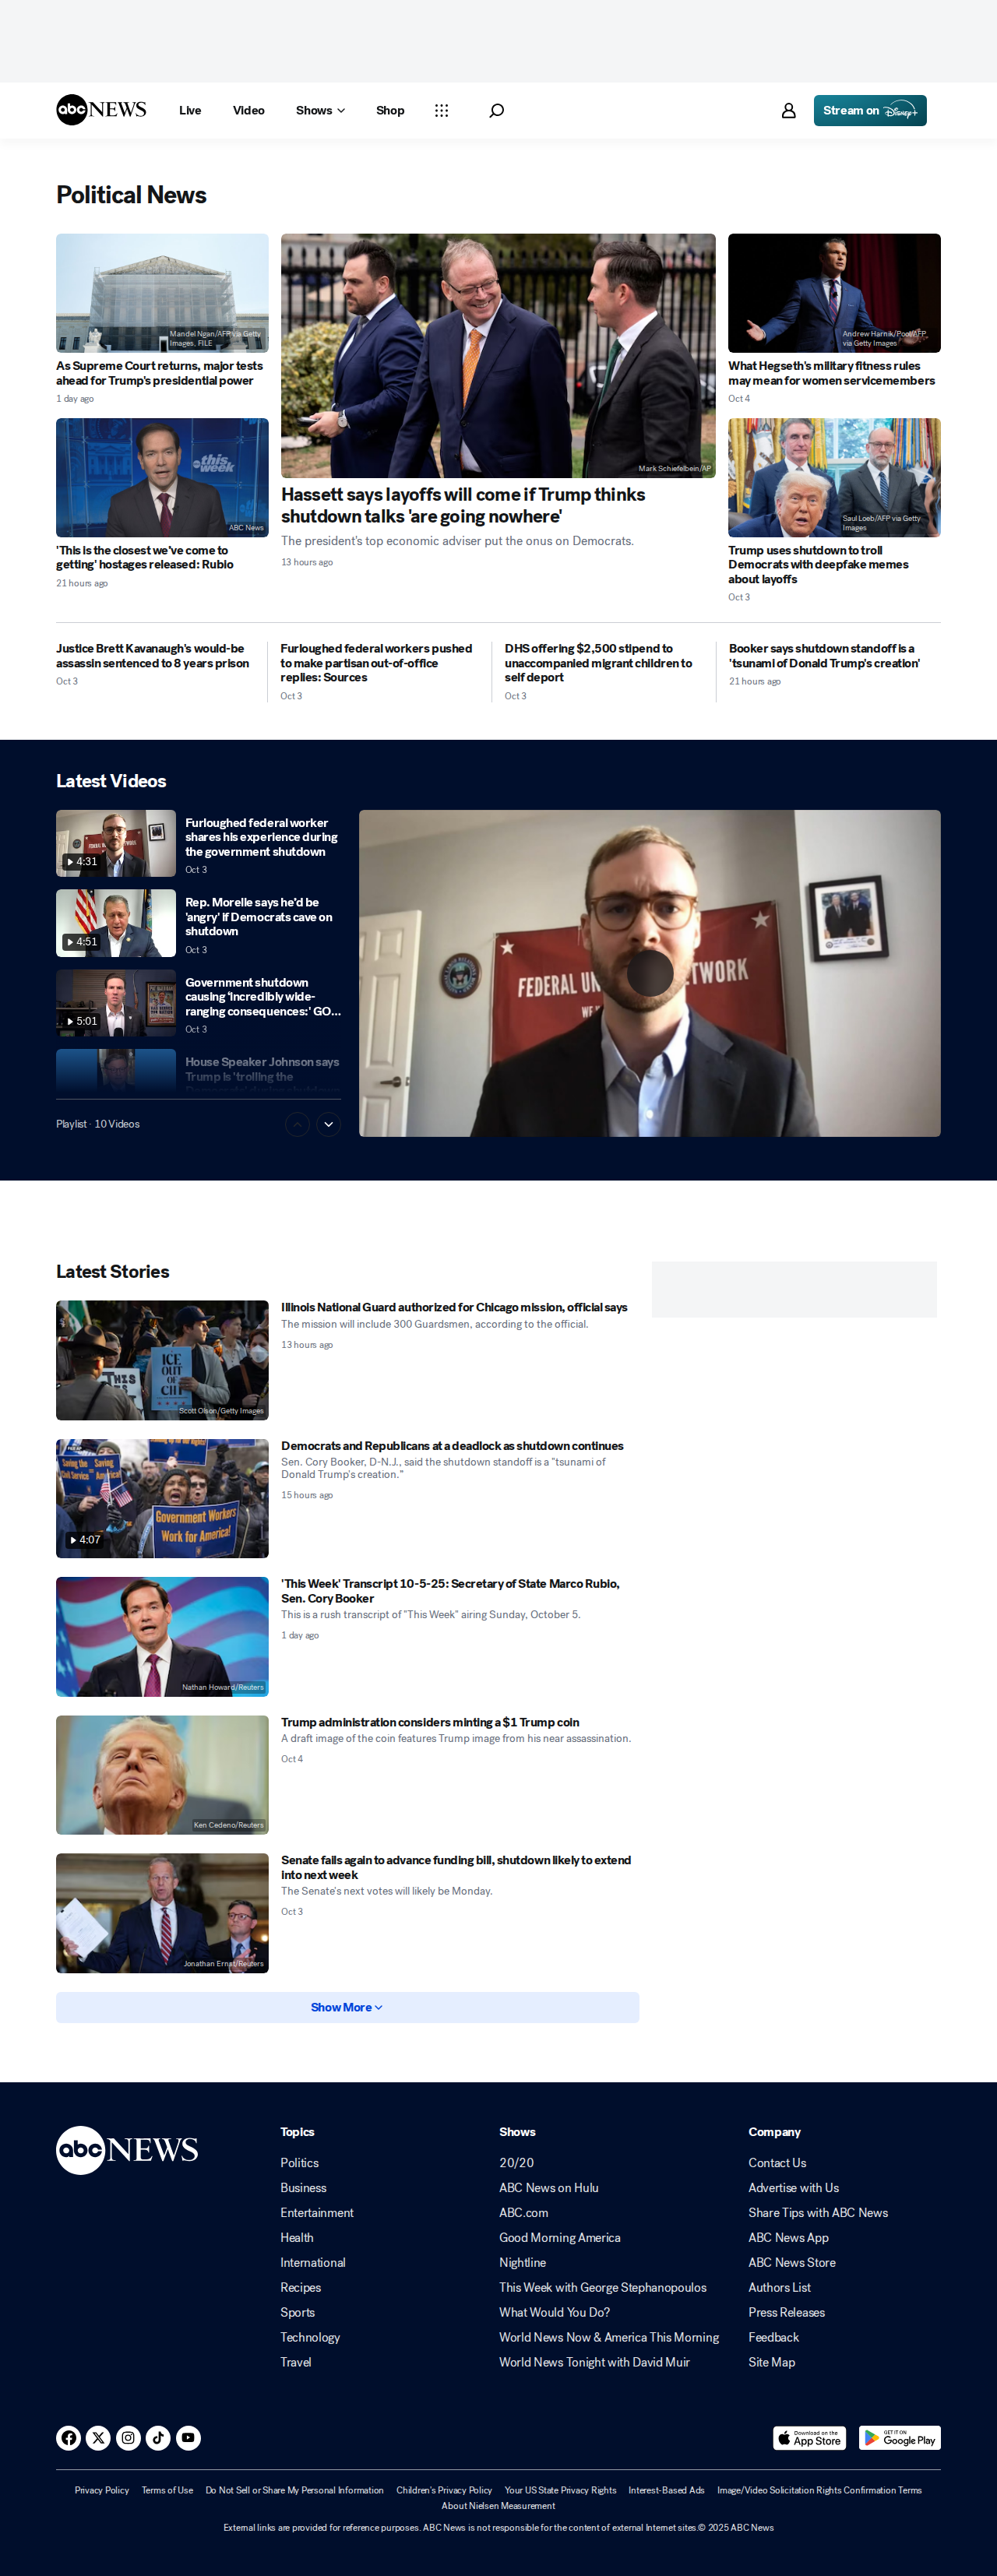 abc NEWS
Live
Video
Shows
Shop
Stream on Disney+
Political News
Mandel Ngan/AFP via Getty
Images, FILE
As Supreme Court returns, major tests
ahead for Trump's presidential power
1 day ago
abc this
week
ABC News
'This is the closest we've come to
getting' hostages released: Rubio
21 hours ago
Mark Schiefelbein/AP
Hassett says layoffs will come if Trump thinks
shutdown talks 'are going nowhere'
The president's top economic adviser put the onus on Democrats.
13 hours ago
Andrew Harnik/Pool/AFP
via Getty Images
What Hegseth's military fitness rules
may mean for women servicemembers
Oct 4
Saul Loeb/AFP via Getty
Images
Trump uses shutdown to troll
Democrats with deepfake memes
about layoffs
Oct 3
Justice Brett Kavanaugh's would-be
assassin sentenced to 8 years prison
Oct 3
Furloughed federal workers pushed
to make partisan out-of-office
replies: Sources
Oct 3
DHS offering $2,500 stipend to
unaccompanied migrant children to
self deport
Oct 3
Booker says shutdown standoff is a
'tsunami of Donald Trump's creation'
21 hours ago
Latest Videos
4:31
Furloughed federal worker
shares his experience during
the government shutdown
Oct 3
4:51
Rep. Morelle says he'd be
'angry' if Democrats cave on
shutdown
Oct 3
5:01
Government shutdown
causing 'incredibly wide-
ranging consequences:' GO...
Oct 3
House Speaker Johnson says
Trump is 'trolling the
Playlist · 10 Videos
FEDERAL UN NETWORK
Latest Stories
ICE
OUT OF
CHI
THIS
Scott Olson/Getty Images
Illinois National Guard authorized for Chicago mission, official says
The mission will include 300 Guardsmen, according to the official.
13 hours ago
Saving the
Civil Service
Saving
America!
Government Workers
Work for America!
4:07
Democrats and Republicans at a deadlock as shutdown continues
Sen. Cory Booker, D-N.J., said the shutdown standoff is a "tsunami of
Donald Trump's creation."
15 hours ago
Nathan Howard/Reuters
'This Week' Transcript 10-5-25: Secretary of State Marco Rubio,
Sen. Cory Booker
This is a rush transcript of "This Week" airing Sunday, October 5.
1 day ago
Ken Cedeno/Reuters
Trump administration considers minting a $1 Trump coin
A draft image of the coin features Trump image from his near assassination.
Oct 4
Jonathan Ernst/Reuters
Senate fails again to advance funding bill, shutdown likely to extend
into next week
The Senate's next votes will likely be Monday.
Oct 3
Show More
abc NEWS
Topics
Politics
Business
Entertainment
Health
International
Recipes
Sports
Technology
Travel
Shows
20/20
ABC News on Hulu
ABC.com
Good Morning America
Nightline
This Week with George Stephanopoulos
What Would You Do?
World News Now & America This Morning
World News Tonight with David Muir
Company
Contact Us
Advertise with Us
Share Tips with ABC News
ABC News App
ABC News Store
Authors List
Press Releases
Feedback
Site Map
Download on the
App Store
GET IT ON
Google Play
Privacy Policy Terms of Use Do Not Sell or Share My Personal Information Children's Privacy Policy Your US State Privacy Rights Interest-Based Ads Image/Video Solicitation Rights Confirmation Terms
About Nielsen Measurement
External links are provided for reference purposes. ABC News is not responsible for the content of external Internet sites.© 2025 ABC News